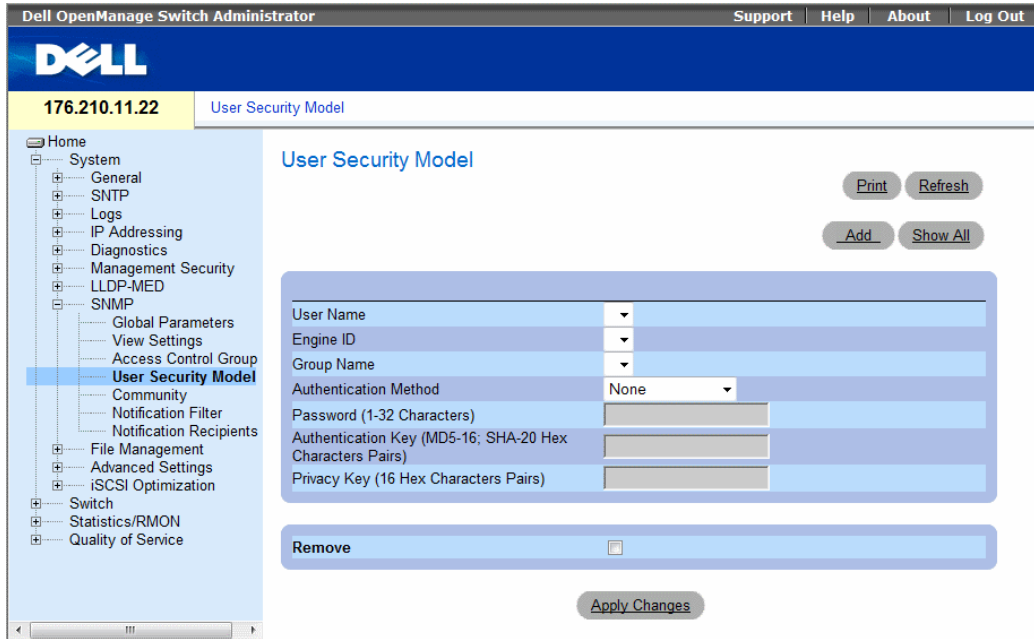 Dell OpenManage Switch Administrator
Support | Help | About | Log Out
DELL
176.210.11.22
User Security Model
Home
System
General
SNTP
Logs
IP Addressing
Diagnostics
Management Security
LLDP-MED
SNMP
Global Parameters
View Settings
Access Control Group
User Security Model
Community
Notification Filter
Notification Recipients
File Management
Advanced Settings
iSCSI Optimization
Switch
Statistics/RMON
Quality of Service
User Security Model
Print
Refresh
Add
Show All
User Name
Engine ID
Group Name
Authentication Method None
Password (1-32 Characters)
Authentication Key (MD5-16; SHA-20 Hex
Characters Pairs)
Privacy Key (16 Hex Characters Pairs)
Remove
Apply Changes